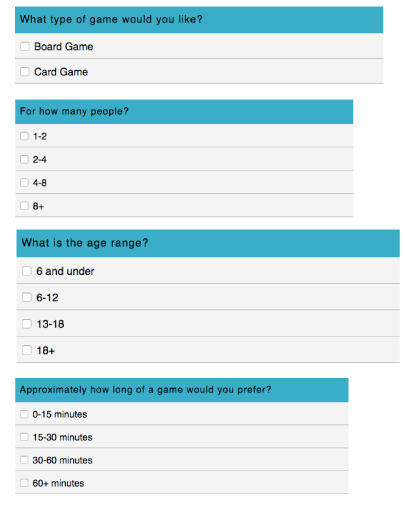 What type of game would you like?
Board Game
Card Game
For how many people?
1-2
2-4
4-8
8+
What is the age range?
6 and under
6-12
13-18
18+
Approximately how long of a game would you prefer?
0-15 minutes
15-30 minutes
30-60 minutes
60+ minutes